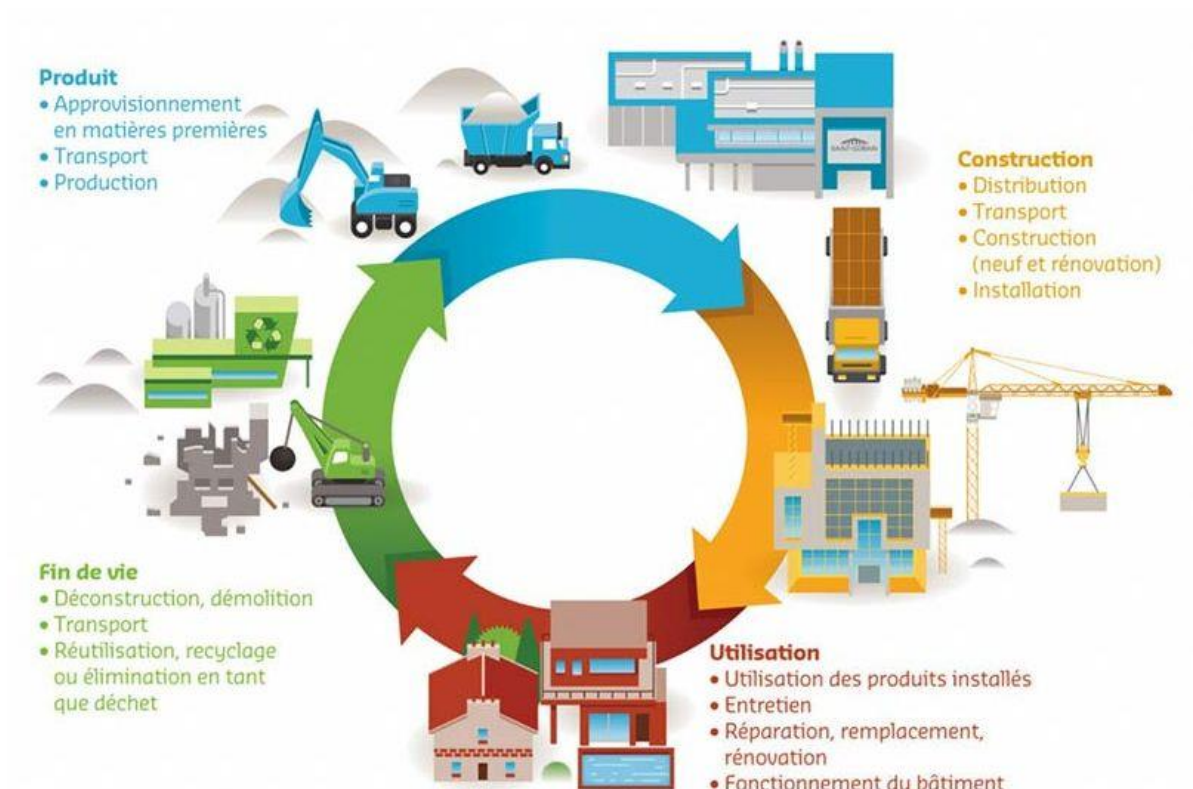 Produit
• Approvisionnement
en matières premières
• Transport
• Production
SAINT-GOBAIN
Construction
• Distribution
• Transport
• Construction
(neuf et rénovation)
• Installation
Fin de vie
• Déconstruction, démolition
• Transport
• Réutilisation, recyclage
ou élimination en tant
que déchet
Utilisation
• Utilisation des produits installés
• Entretien
• Réparation, remplacement,
rénovation
• Fonctionnement du bâtiment